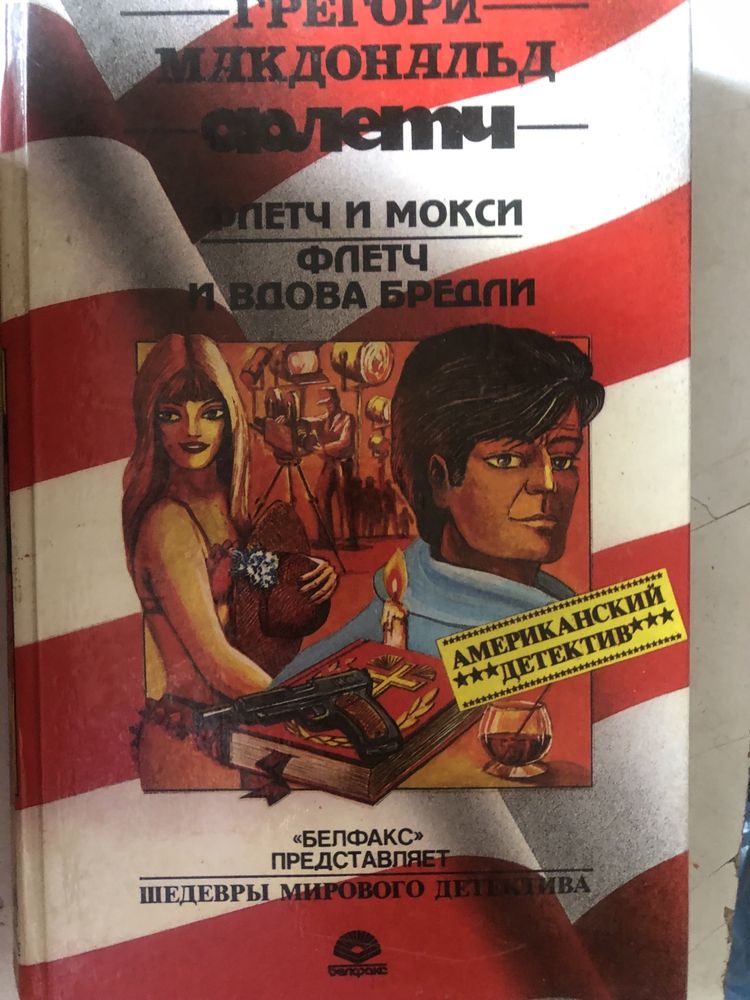 ГРЕГОРИ
МАКДОНАЛЬД
ФЛЕТЧ
ФЛЕТЧ И МОКСИ
ФЛЕТЧ
И ВДОВА БРЕДЛИ
АМЕРИКАНСКИЙ
★★★ДЕТЕКТИВ★★★
«БЕЛФАКС»
ПРЕДСТАВЛЯЕТ
ШЕДЕВРЫ МИРОВОГО ДЕТЕКТИВА
белфакс